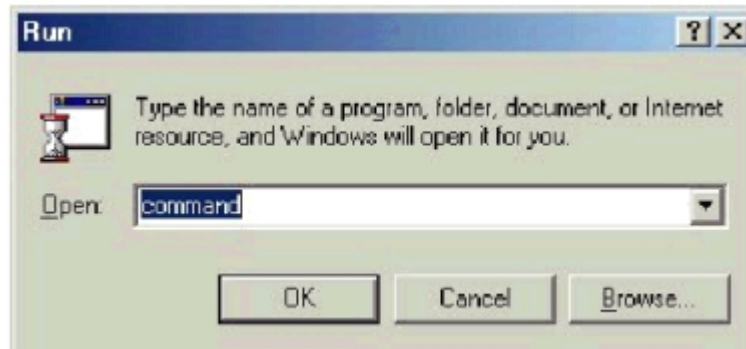 Run
Type the name of a program, folder, document, or Internet
resource, and Windows will open it for you.
Open: command
OK Cancel Browse...